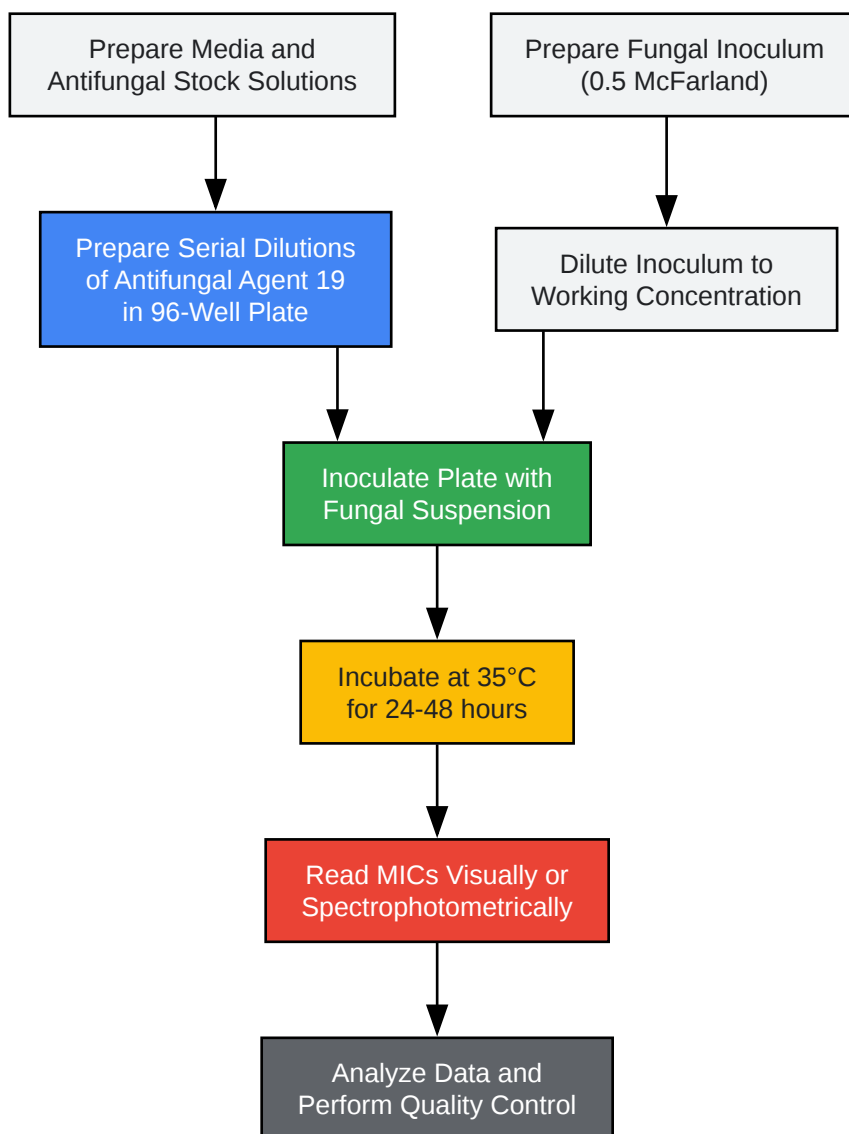 Prepare Media and
Antifungal Stock Solutions
Prepare Fungal Inoculum
(0.5 McFarland)
Prepare Serial Dilutions
of Antifungal Agent 19
in 96-Well Plate
Dilute Inoculum to
Working Concentration
Inoculate Plate with
Fungal Suspension
Incubate at 35°C
for 24-48 hours
Read MICs Visually or
Spectrophotometrically
Analyze Data and
Perform Quality Control